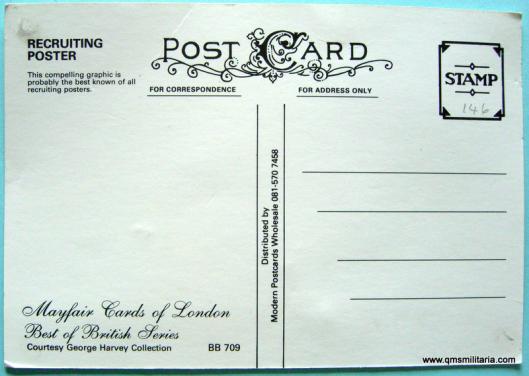 RECRUITING
POSTER
This compelling graphic is
probably the best known of all
recruiting posters.
POST CARD
FOR CORRESPONDENCE
FOR ADDRESS ONLY
STAMP
146
Distributed by
Modern Postcards Wholesale 081-570 7458
Mayfair Cards of London
Best of British Series
Courtesy George Harvey Collection BB 709
www.qmsmilitaria.com